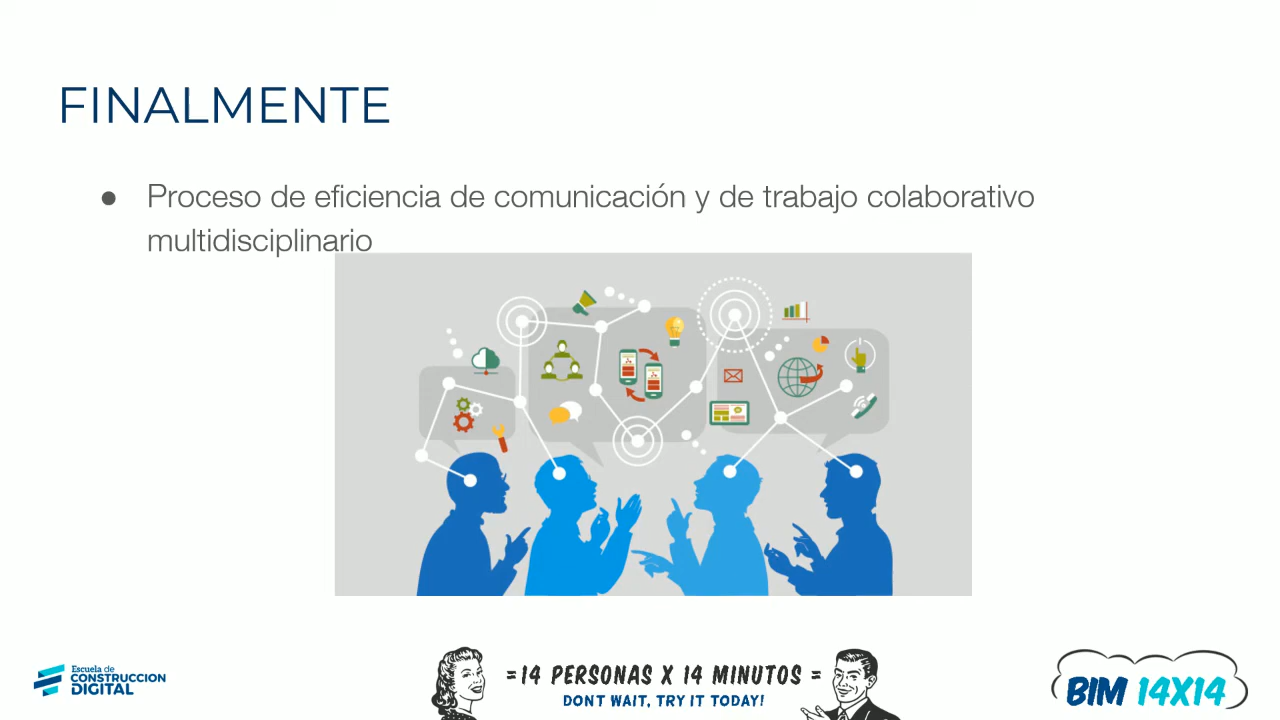 FINALMENTE
● Proceso de eficiencia de comunicación y de trabajo colaborativo
multidisciplinario
Escuela de
CONSTRUCCION
DIGITAL
=14 PERSONAS X 14 MINUTOS =
DONT WAIT, TRY IT TODAY!
BIM 14X14